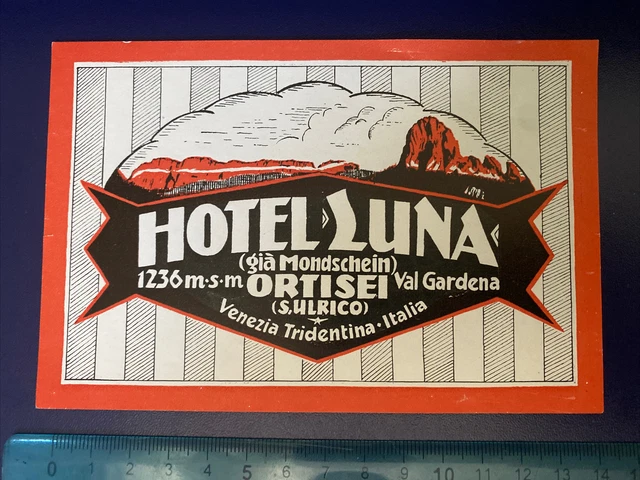 HOTEL »LUNA«
(già Mondschein)
1236 m·s·m ORTISEI Val Gardena
(S. ULRICO)
Venezia Tridentina · Italia
0 1 2 3 4 5 6 7 8 9 10 11 12 13 14